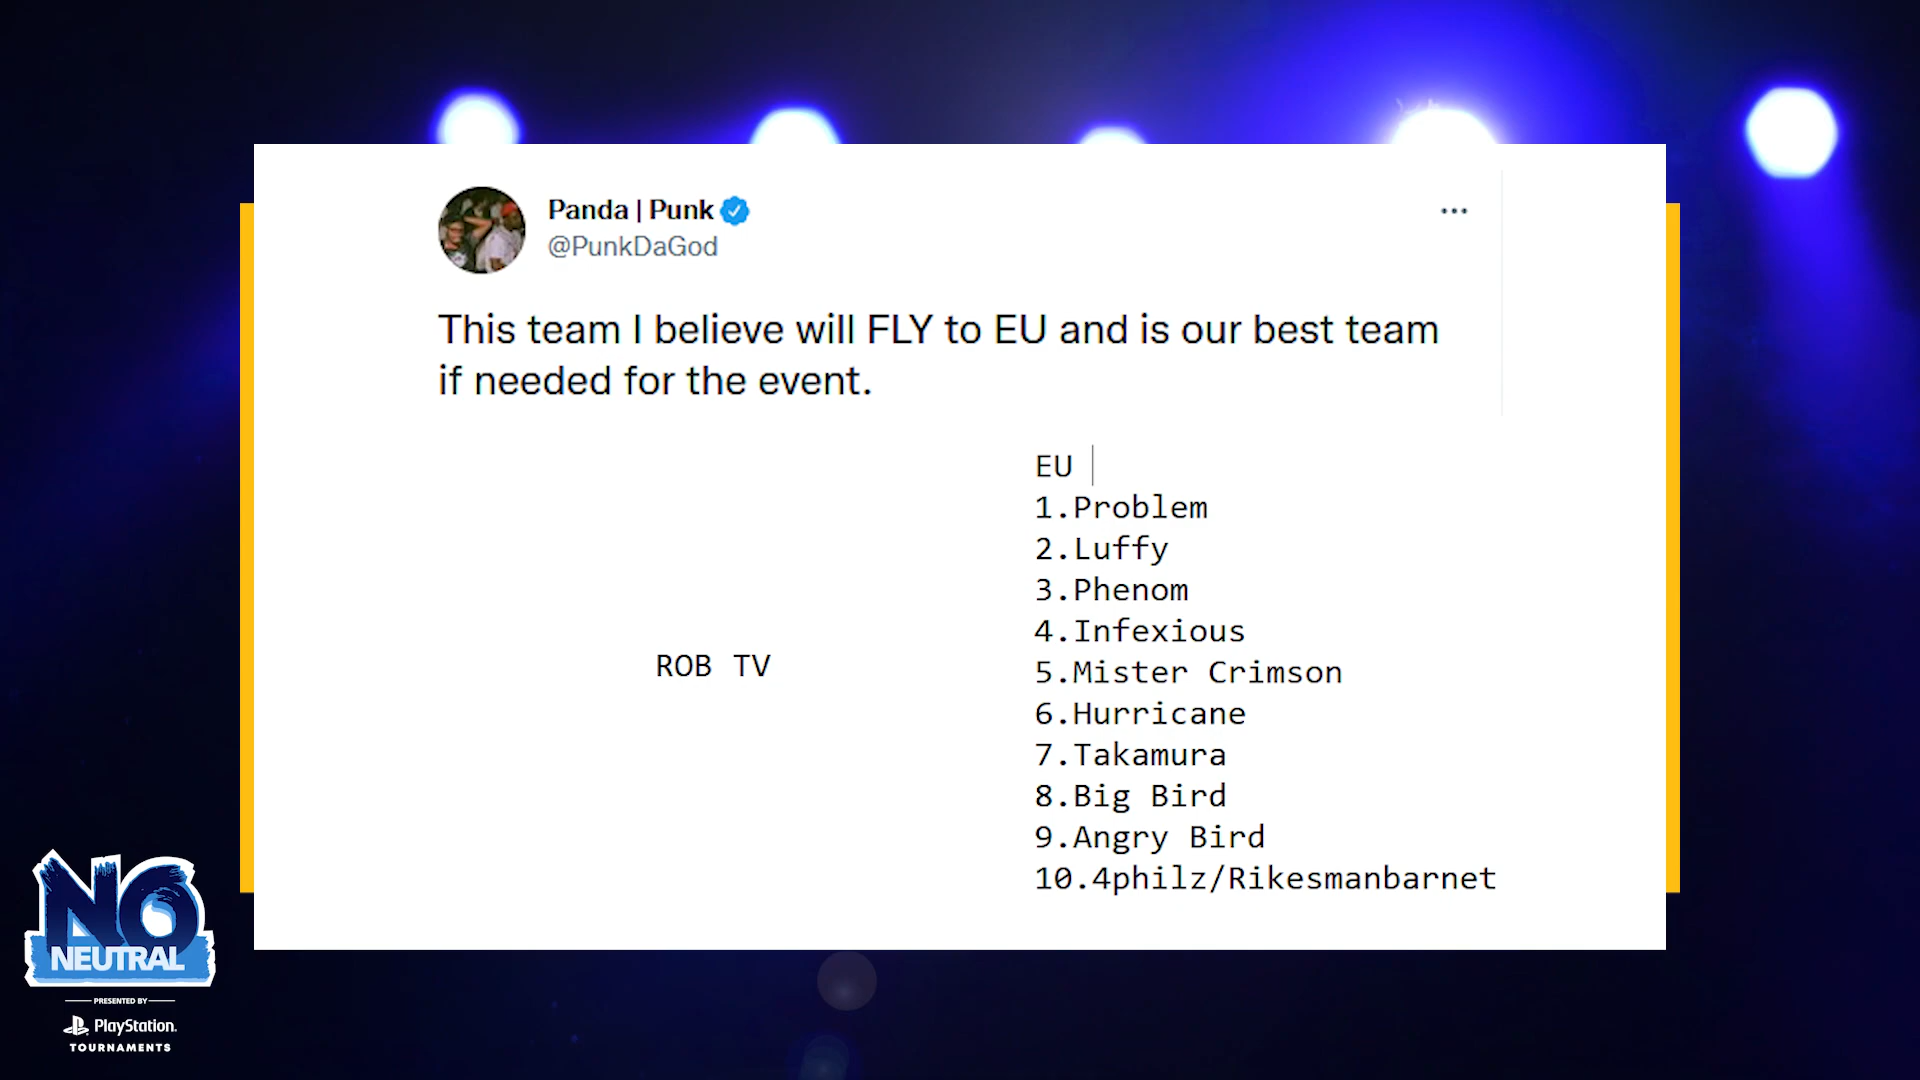 Panda | Punk
@PunkDaGod
This team I believe will FLY to EU and is our best team
if needed for the event.
ROB TV
EU
1.Problem
2.Luffy
3.Phenom
4.Infexious
5.Mister Crimson
6.Hurricane
7.Takamura
8.Big Bird
9.Angry Bird
10.4philz/Rikesmanbarnet
NO
NEUTRAL
PRESENTED BY
PlayStation.
TOURNAMENTS